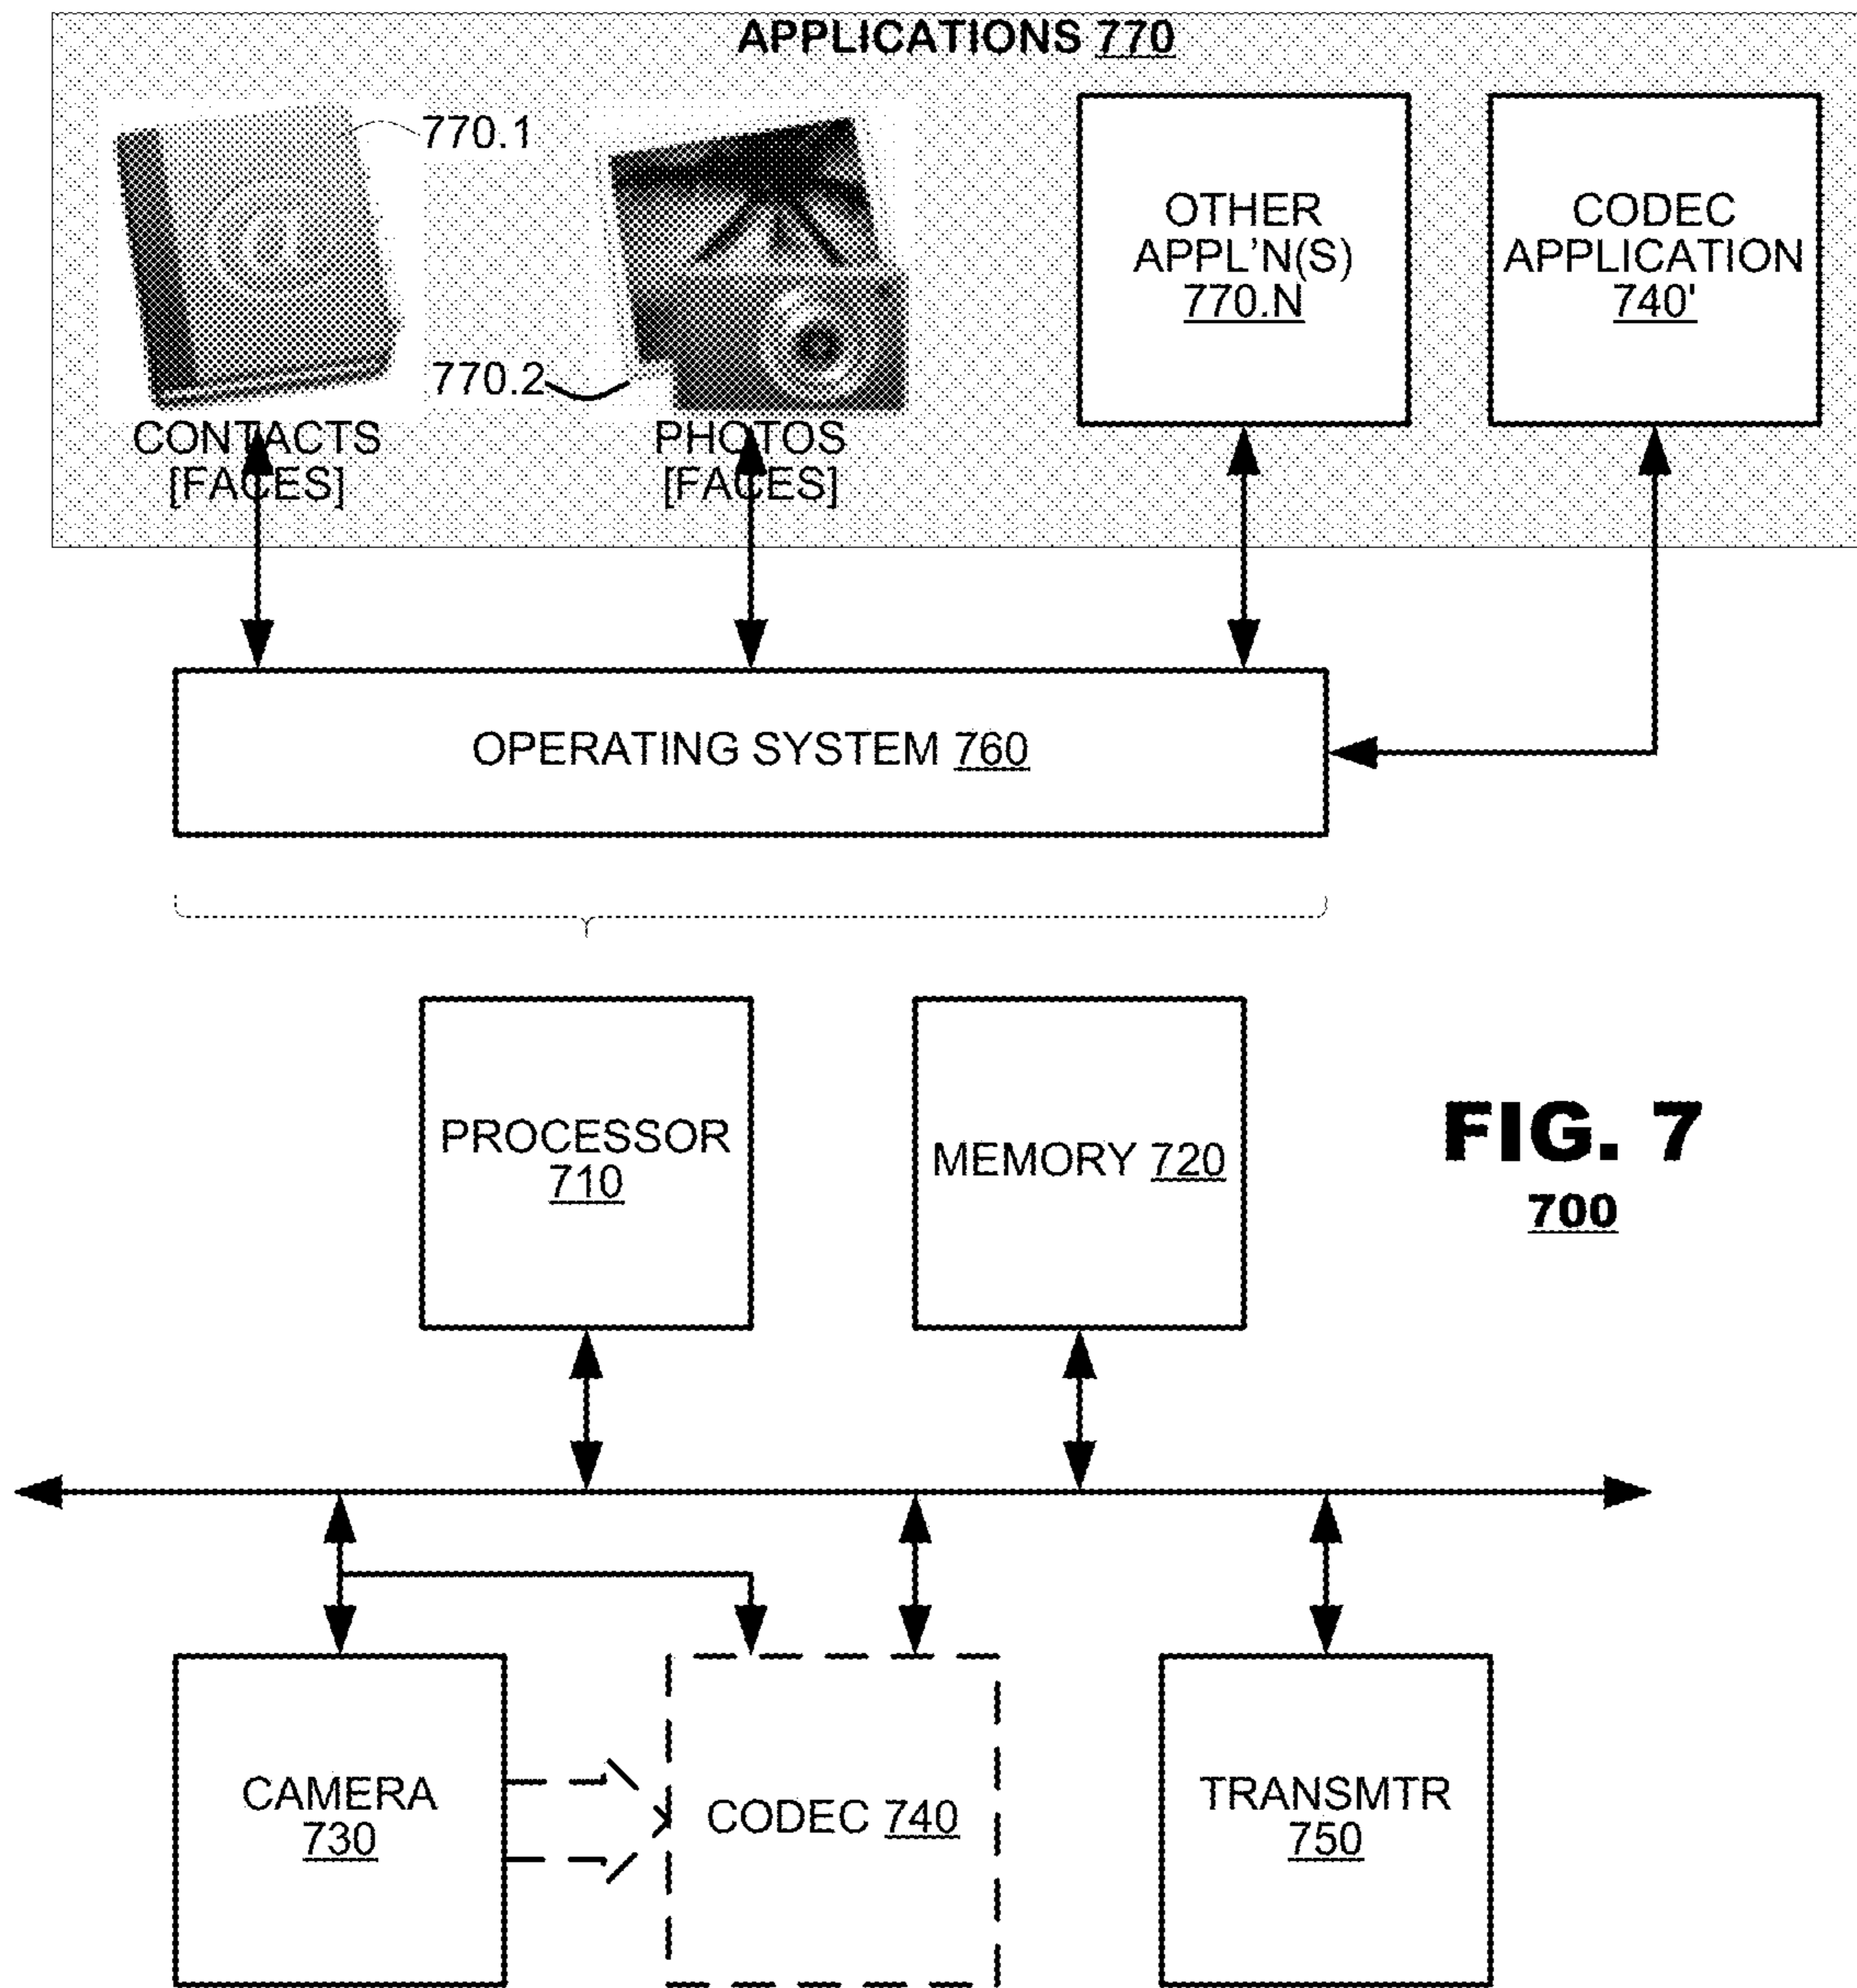 APPLICATIONS 770
770.1
770.2
CONTACTS
[FACES]
PHOTOS
[FACES]
OTHER
APPL'N(S)
770.N
CODEC
APPLICATION
740'
OPERATING SYSTEM 760
PROCESSOR
710
MEMORY 720
FIG. 7
700
CAMERA
730
CODEC 740
TRANSMTR
750